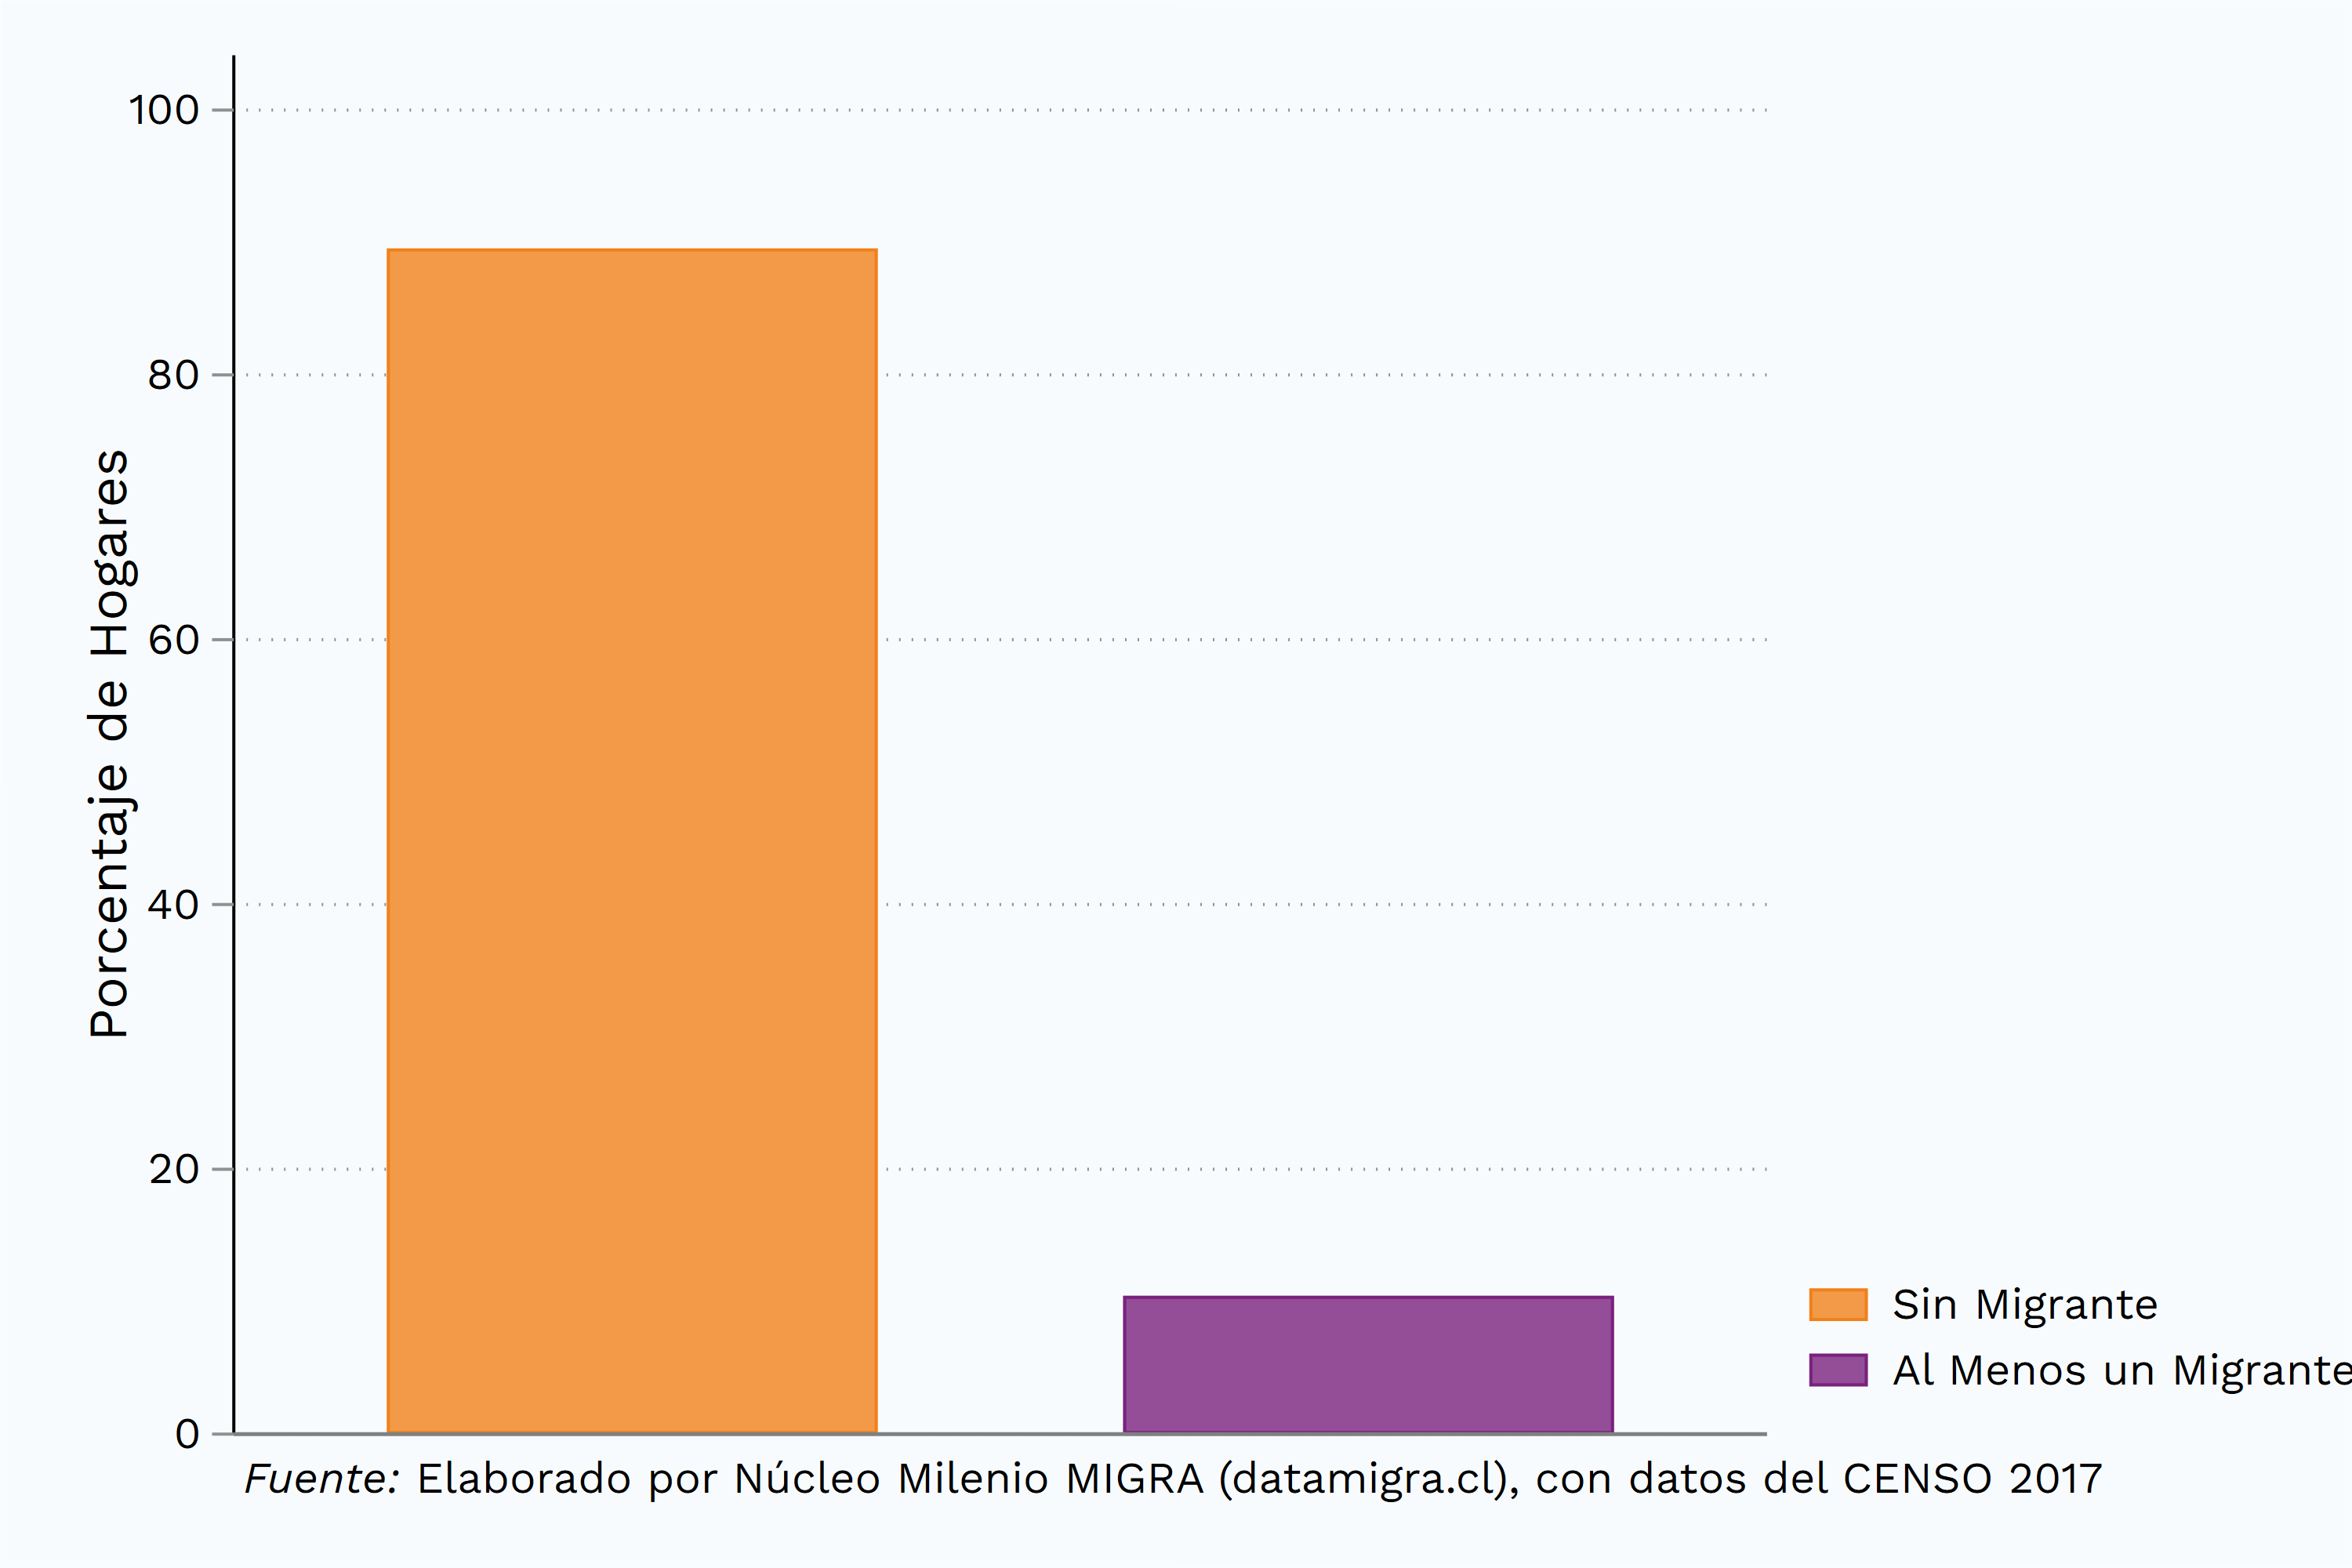 Porcentaje de Hogares
100
80
60
40
20
0
Sin Migrante
Al Menos un Migrante
Fuente: Elaborado por Núcleo Milenio MIGRA (datamigra.cl), con datos del CENSO 2017